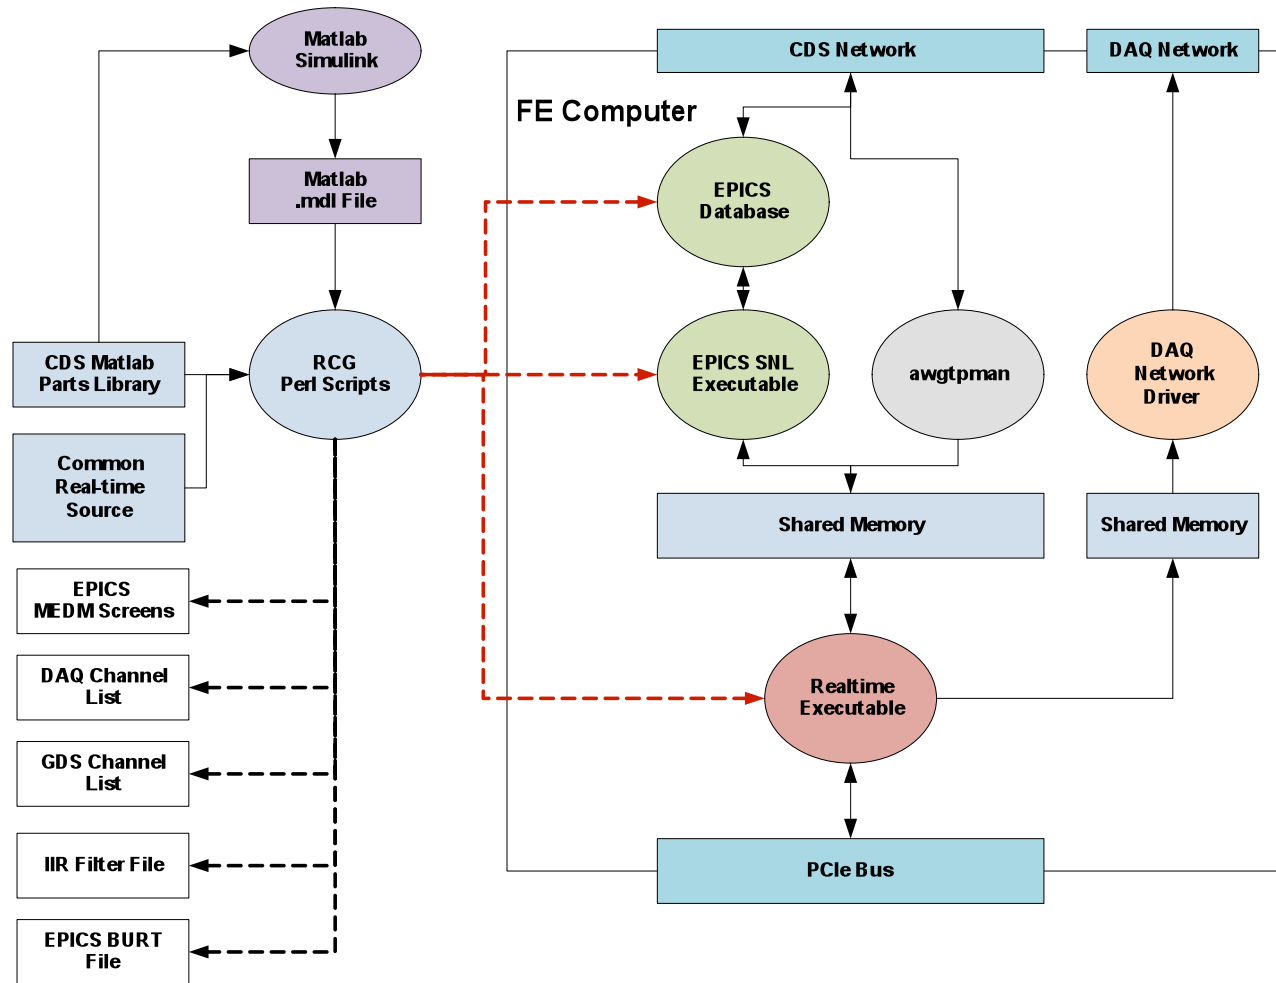 Matlab
Simulink
CDS Network
DAQ Network
FE Computer
Matlab
.mdl File
EPICS
Database
CDS Matlab
Parts Library
RCG
Perl Scripts
EPICS SNL
Executable
awgtpman
DAQ
Network
Driver
Common
Real-time
Source
Shared Memory
Shared Memory
EPICS
MEDM Screens
DAQ Channel
List
Realtime
Executable
GDS Channel
List
IIR Filter File
PCIe Bus
EPICS BURT
File